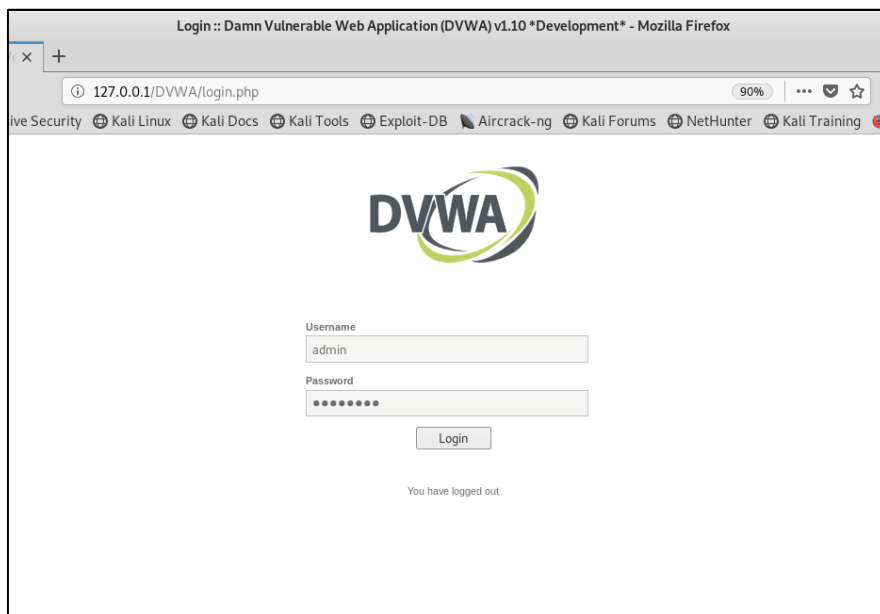 Login :: Damn Vulnerable Web Application (DVWA) v1.10 *Development* - Mozilla Firefox
127.0.0.1/DVWA/login.php 90%
ive Security Kali Linux Kali Docs Kali Tools Exploit-DB Aircrack-ng Kali Forums NetHunter Kali Training
DVWA
Username
admin
Password
●●●●●●●●
Login
You have logged out